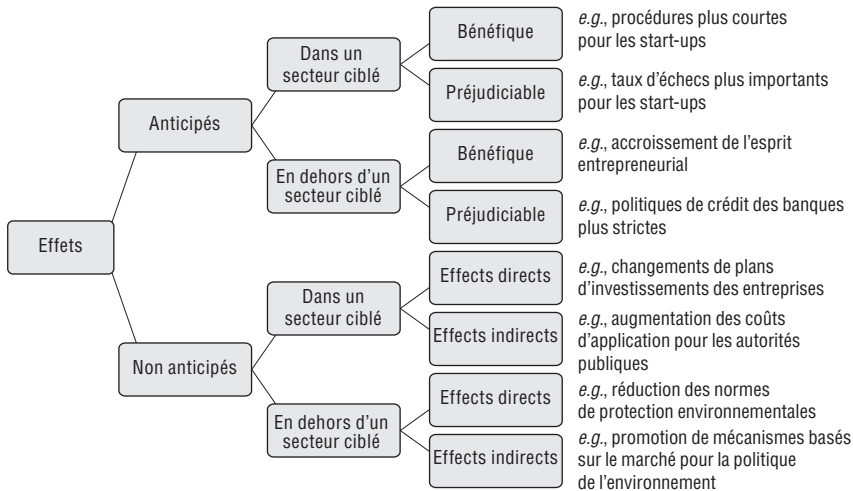 Effets
Anticipés
Dans un
secteur ciblé
Bénéfique
e.g., procédures plus courtes
pour les start-ups
Préjudiciable
e.g., taux d'échecs plus importants
pour les start-ups
En dehors d'un
secteur ciblé
Bénéfique
e.g., accroissement de l'esprit
entrepreneurial
Préjudiciable
e.g., politiques de crédit des banques
plus strictes
Non anticipés
Dans un
secteur ciblé
Effects directs
e.g., changements de plans
d'investissements des entreprises
Effects indirects
e.g., augmentation des coûts
d'application pour les autorités
publiques
En dehors d'un
secteur ciblé
Effects directs
e.g., réduction des normes
de protection environnementales
Effects indirects
e.g., promotion de mécanismes basés
sur le marché pour la politique
de l'environnement